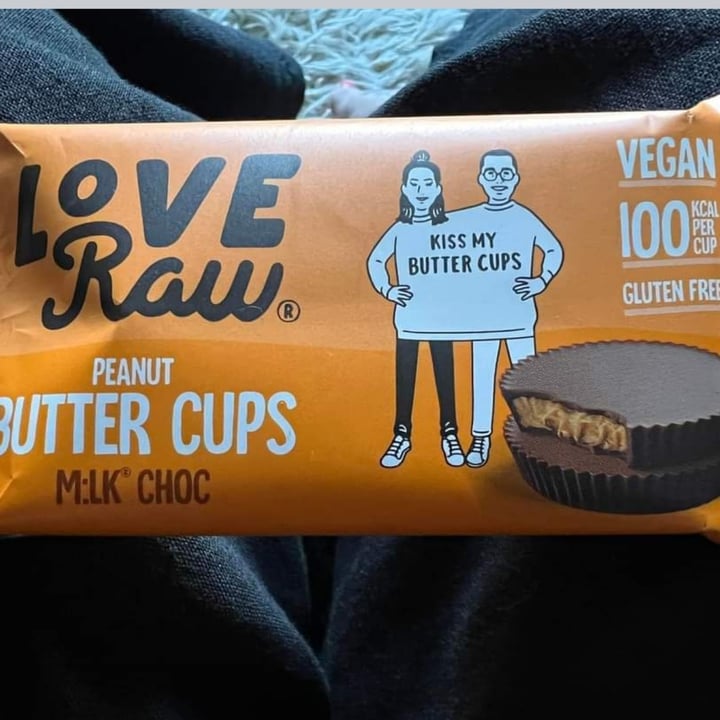 LOVE
Raw®
PEANUT
BUTTER CUPS
M:LK® CHOC
KISS MY
BUTTER CUPS
VEGAN
100 KCAL PER CUP
GLUTEN FREE